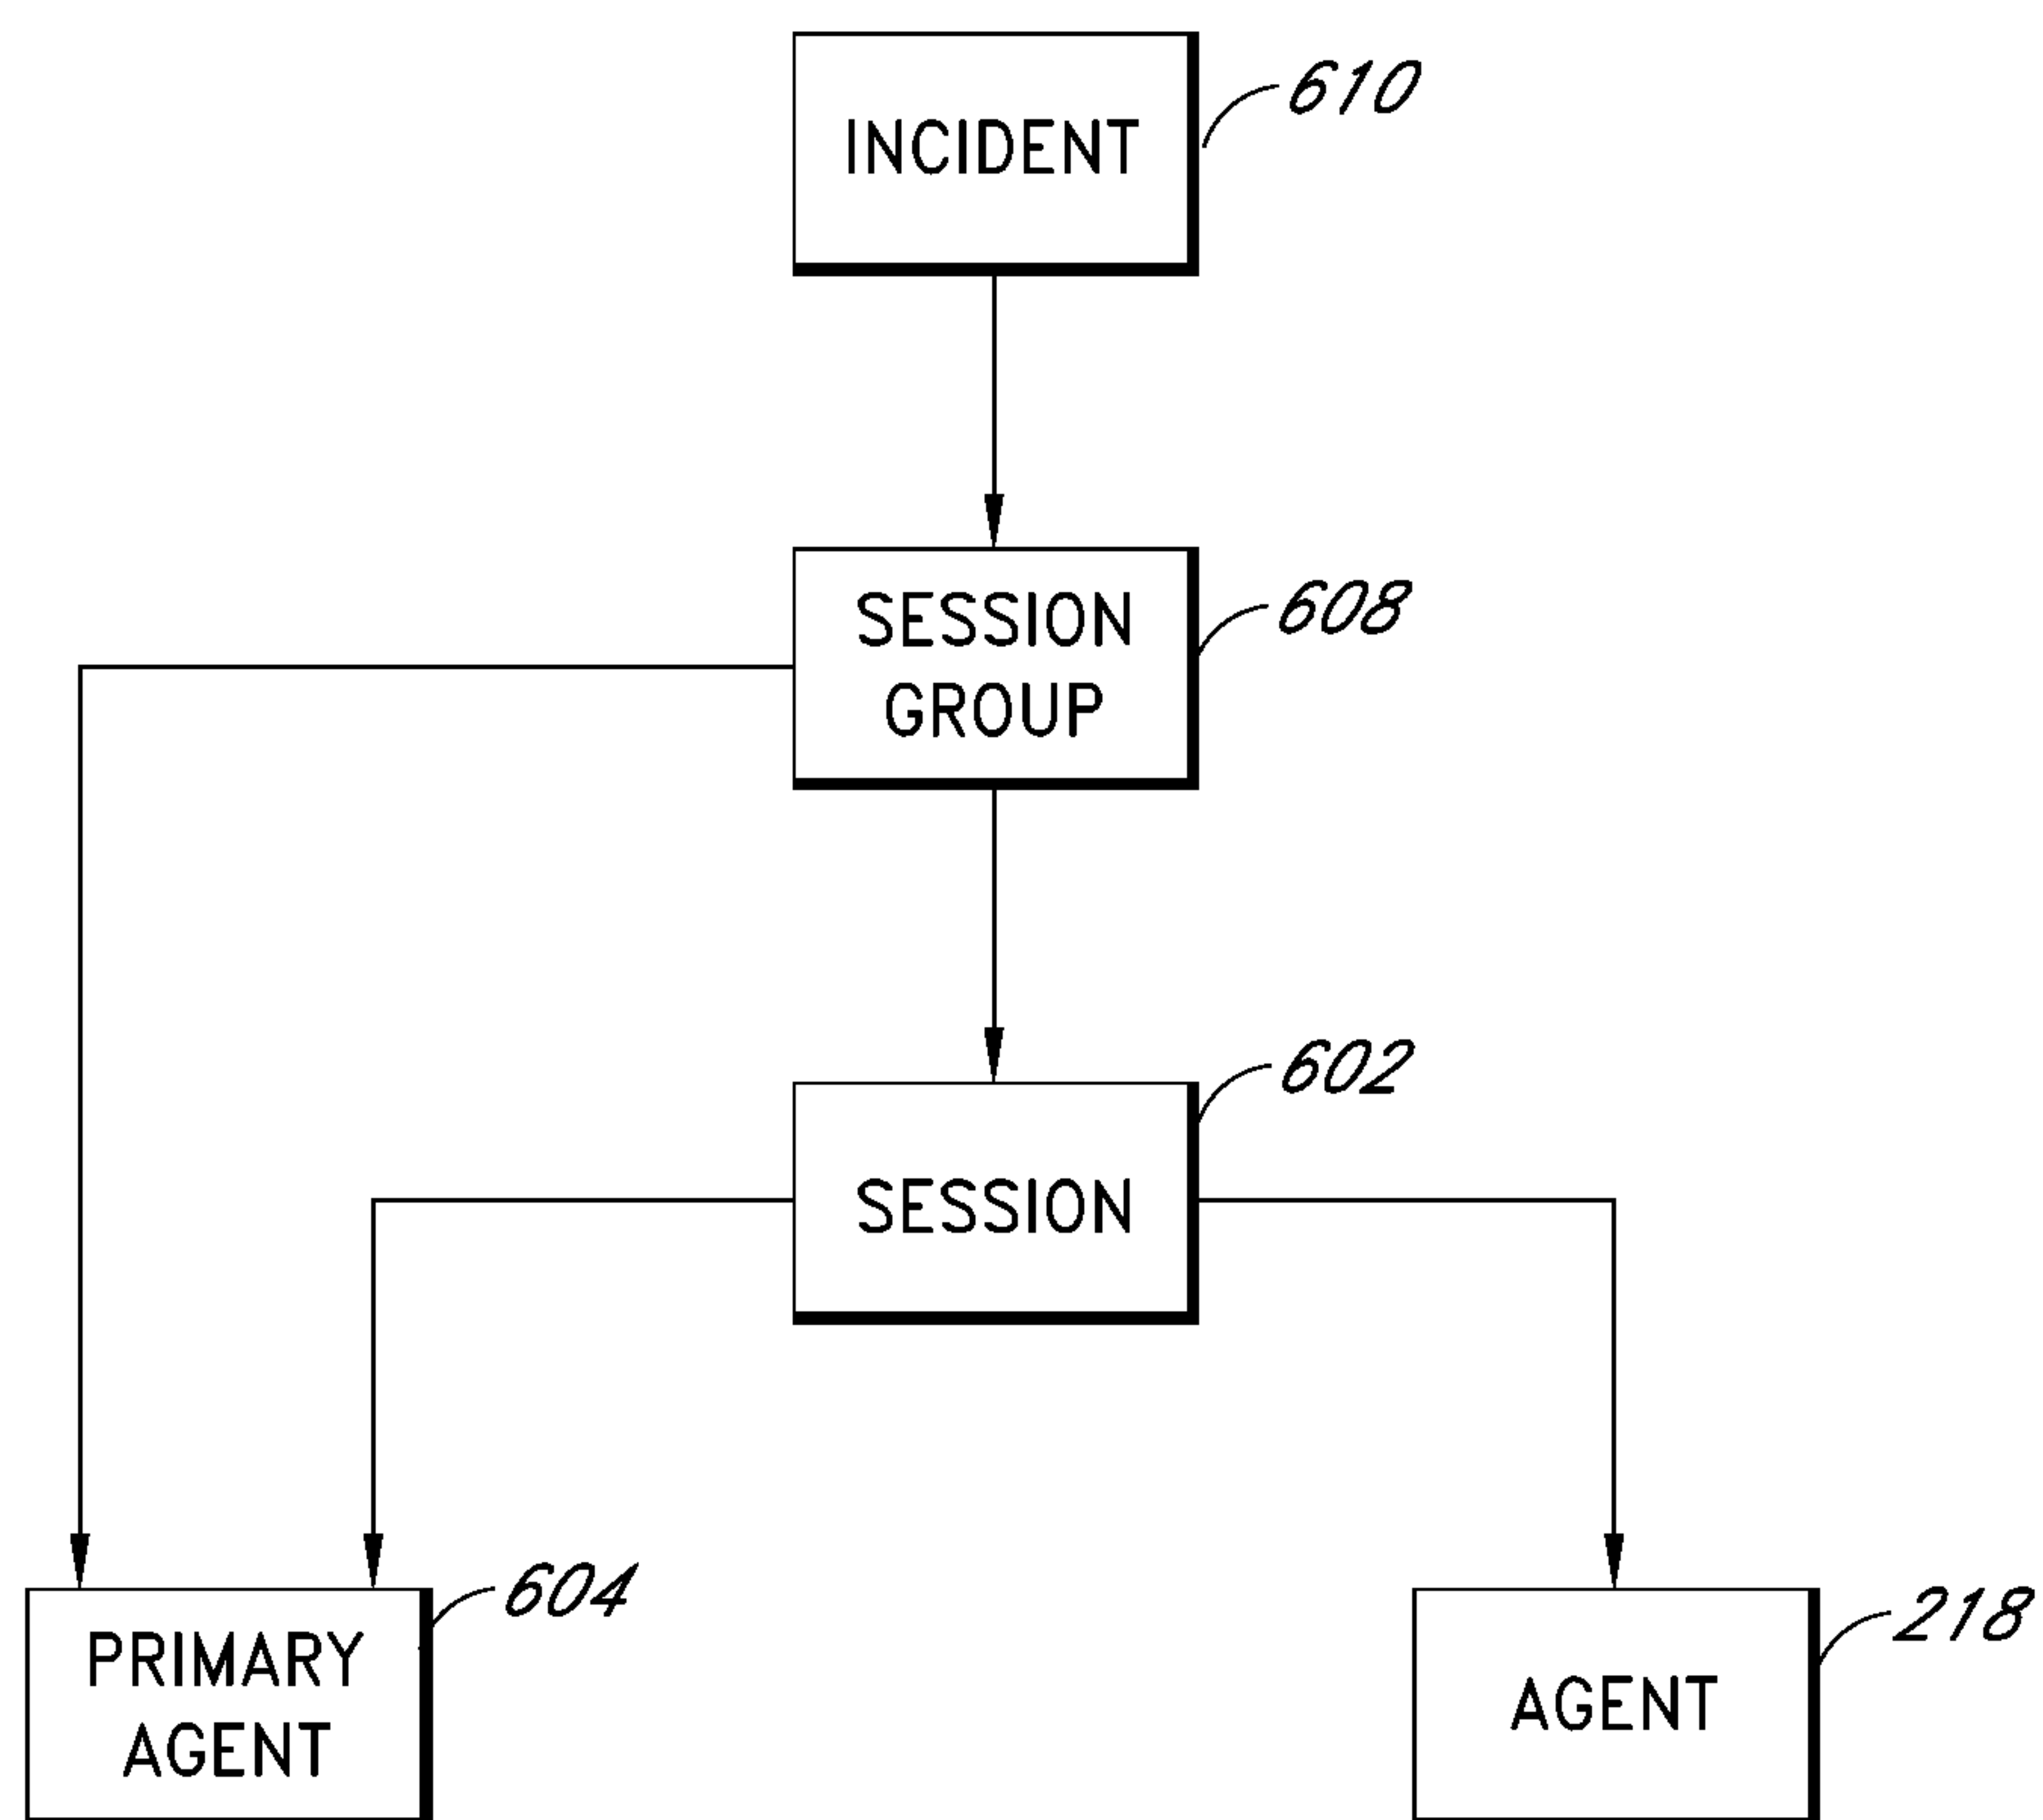 INCIDENT
610
SESSION
GROUP
608
SESSION
602
PRIMARY
AGENT
604
AGENT
218